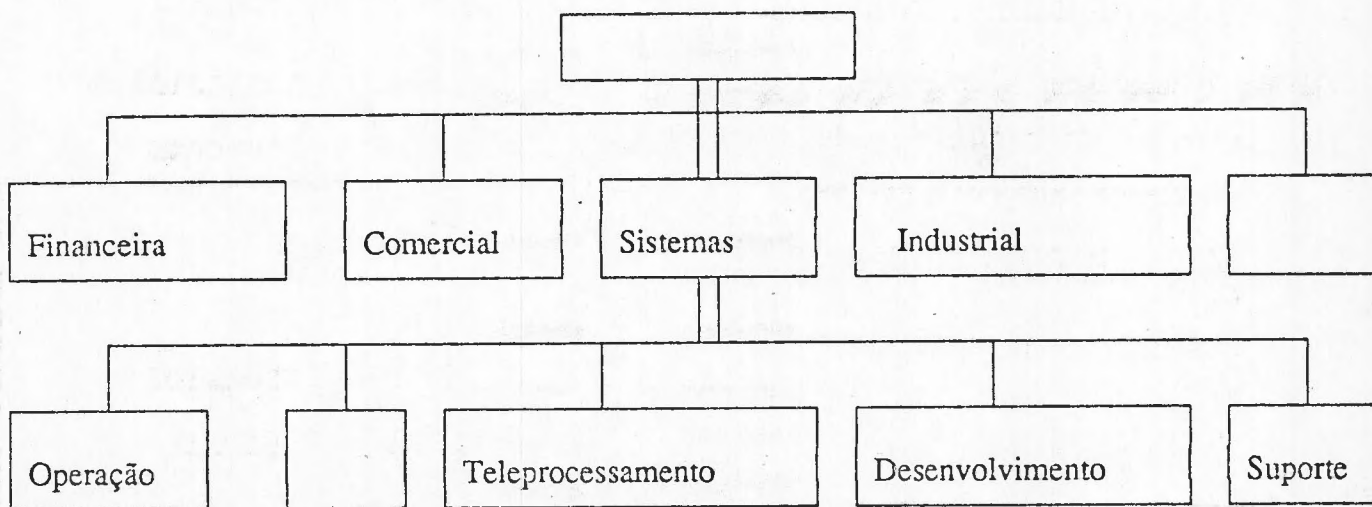 Financeira
Comercial
Sistemas
Industrial
Operação
Teleprocessamento
Desenvolvimento
Suporte